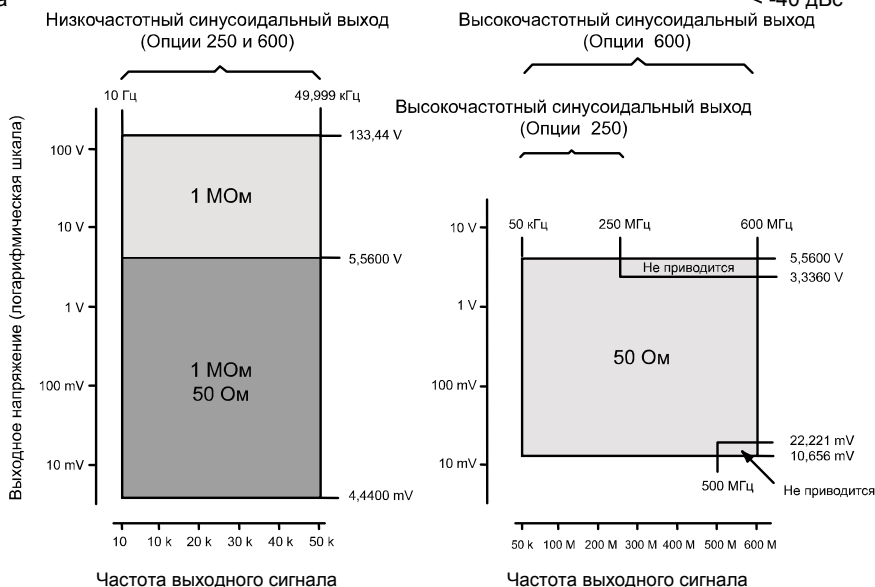 а
< -40 дБс
Низкочастотный синусоидальный выход
(Опции 250 и 600)
10 Гц
49,999 кГц
Выходное напряжение (логарифмическая шкала)
100 V
10 V
1 V
100 mV
10 mV
133,44 V
5,5600 V
4,4400 mV
1 МОм
1 МОм
50 Ом
10
10 k
20 k
30 k
40 k
50 k
Частота выходного сигнала
Высокочастотный синусоидальный выход
(Опции 600)
Высокочастотный синусоидальный выход
(Опции 250)
10 V
1 V
100 mV
10 mV
50 кГц
250 МГц
600 МГц
Не приводится
5,5600 V
3,3360 V
50 Ом
22,221 mV
10,656 mV
500 МГц
Не приводится
50 k
100 M
200 M
300 M
400 M
500 M
600 M
Частота выходного сигнала